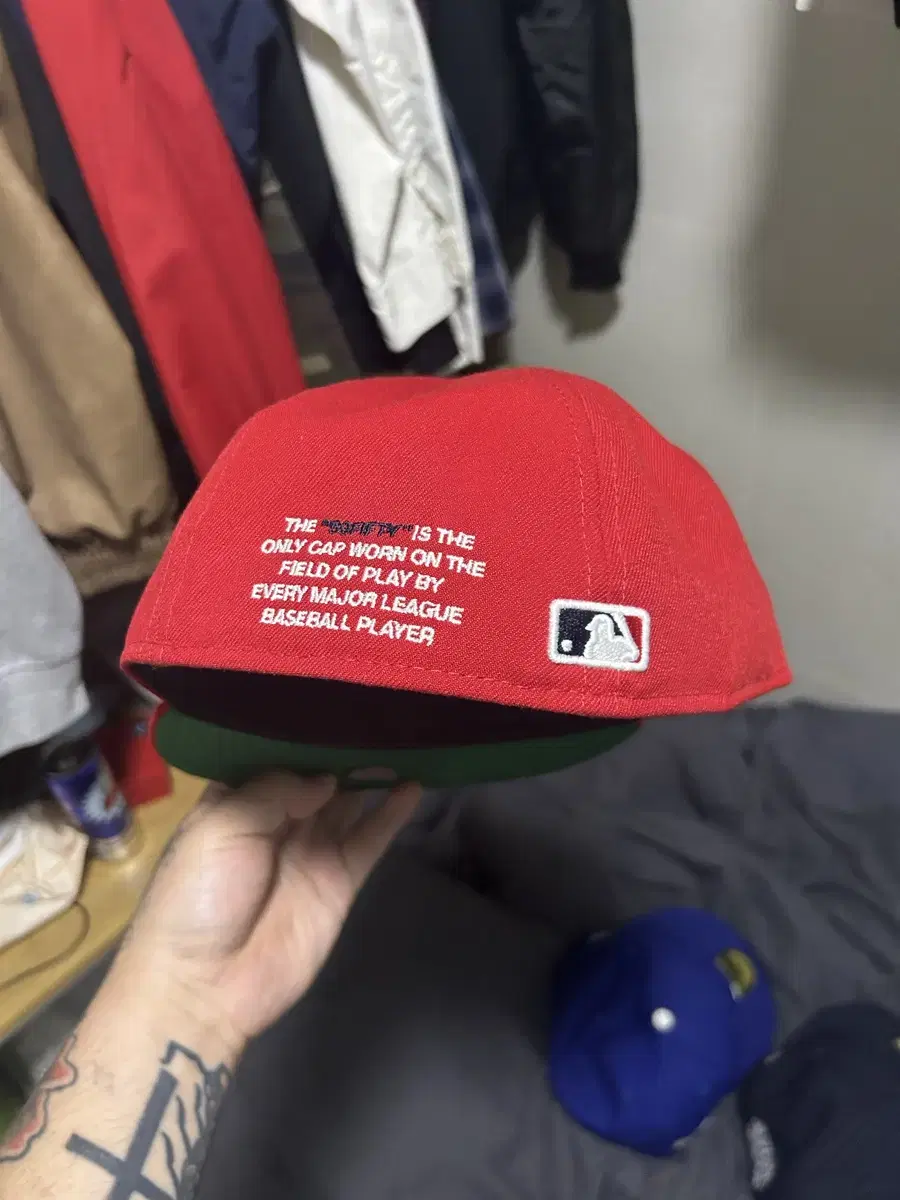 THE "59FIFTY" IS THE
ONLY CAP WORN ON THE
FIELD OF PLAY BY
EVERY MAJOR LEAGUE
BASEBALL PLAYER